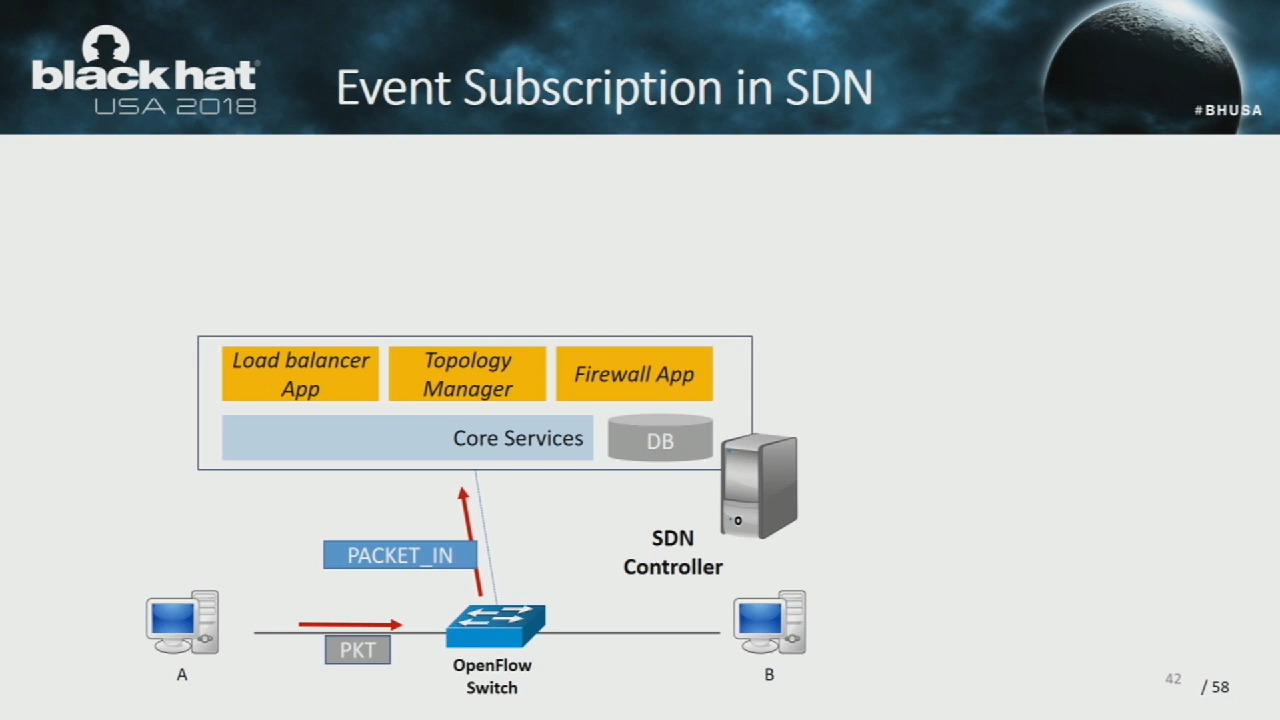 black hat
USA 2018
Event Subscription in SDN
#BHUSA
Load balancer
App
Topology
Manager
Firewall App
Core Services
DB
SDN
Controller
PACKET_IN
PKT
A
OpenFlow
Switch
B
42
/ 58